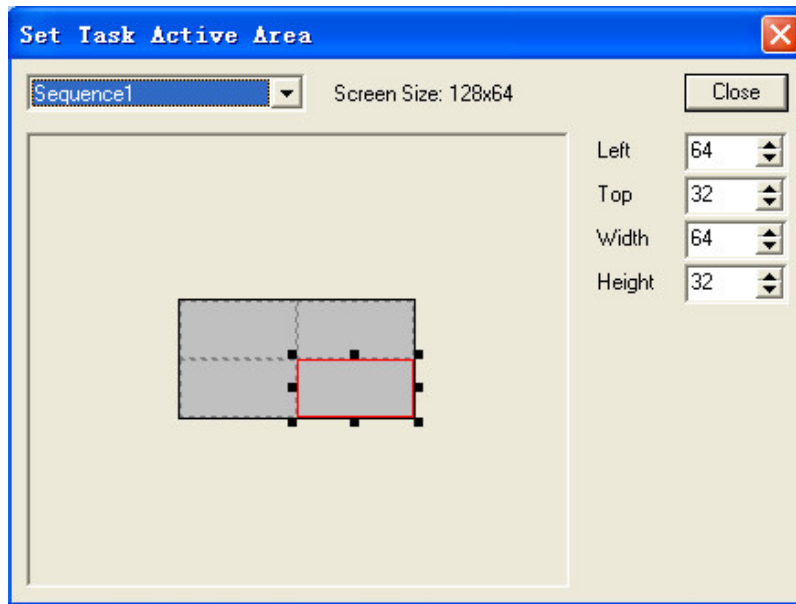 Set Task Active Area
Sequence1 Screen Size: 128x64 Close
Left 64
Top 32
Width 64
Height 32